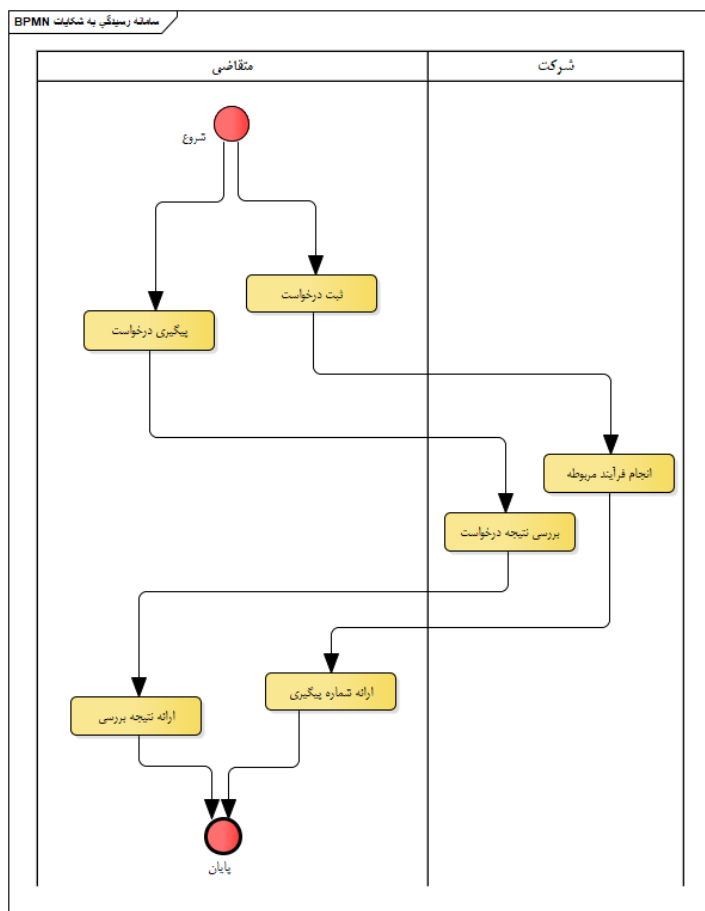 سامانه رسیدگي به شکایات BPMN
متقاضی
شرکت
شروع
ثبت درخواست
پیگیری درخواست
انجام فرآیند مربوطه
بررسی نتیجه درخواست
ارائه شماره پیگیری
ارائه نتیجه بررسی
پایان